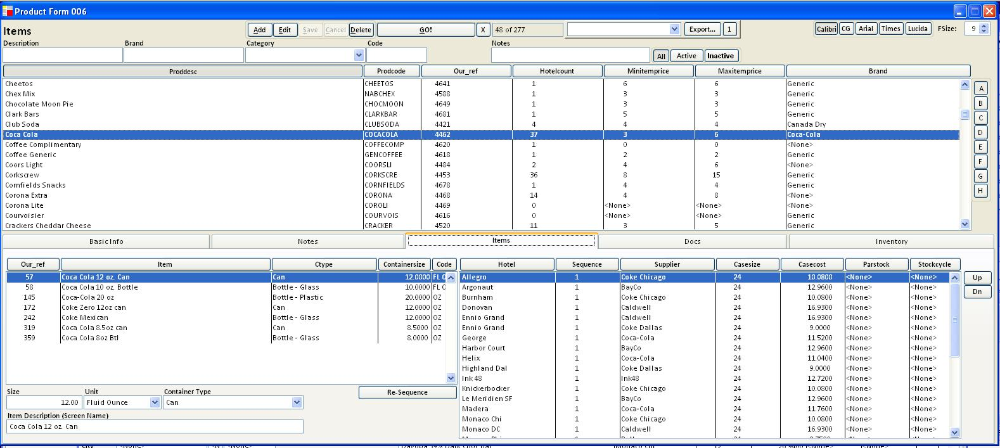 Product Form 006
Items Add Edit Save Cancel Delete GO! X 48 of 277 Export... 1 Calibri CG Arial Times Lucida FSize: 9
Description Brand Category Code Notes
All Active Inactive
Proddesc Prodcode Our_ref Hotelcount Minitemprice Maxitemprice Brand
Cheetos CHEETOS 4641 1 6 6 Generic
Chex Mix NABCHEX 4588 1 3 3 Generic
Chocolate Moon Pie CHOCMOON 4649 1 3 3 Generic
Clark Bars CLARKBAR 4681 1 5 5 Generic
Club Soda CLUBSODA 4421 4 4 4 Canada Dry
Coca Cola COCACOLA 4462 37 3 6 Coca-Cola
Coffee Complimentary COFFECOMP 4620 1 0 0 <None>
Coffee Generic GENCOFFEE 4618 1 2 2 Generic
Coors Light COORSLI 4484 2 4 6 <None>
Corkscrew CORKSCRE 4453 36 8 15 Generic
Cornfields Snacks CORNFIELDS 4678 1 4 4 Generic
Corona Extra CORONA 4468 14 4 8 <None>
Corona Lite COROLI 4469 0 <None> <None> <None>
Courvoisier COURVOIS 4616 0 <None> <None> Generic
Crackers Cheddar Cheese CRACKER 4520 11 3 5 Generic
A
B
C
D
E
F
G
H
Basic Info Notes Items Docs Inventory
Our_ref Item Ctype Containersize Code
57 Coca Cola 12 oz. Can Can 12.0000 FL O
58 Coca Cola 10 oz. Bottle Bottle - Glass 10.0000 FL O
145 Coca-Cola 20 oz Bottle - Plastic 20.0000 OZ
172 Coke Zero 12oz can Can 12.0000 OZ
242 Coke Mexican Bottle - Glass 12.0000 OZ
319 Coca Cola 8.5oz can Can 8.5000 OZ
359 Coca Cola 8oz Btl Bottle - Glass 8.0000 OZ
Size Unit Container Type
12.00 Fluid Ounce Can
Re-Sequence
Item Description (Screen Name)
Coca Cola 12 oz. Can
Hotel Sequence Supplier Casesize Casecost Parstock Stockcycle
Allegro 1 Coke Chicago 24 10.0800 <None> <None>
Argonaut 1 BayCo 24 12.9600 <None> <None>
Burnham 1 Coke Chicago 24 10.0800 <None> <None>
Donovan 1 Caldwell 24 16.9300 <None> <None>
Ennio Grand 1 Caldwell 24 16.9300 <None> <None>
Ennio Grand 1 Coke Dallas 24 9.0000 <None> <None>
George 1 Coca-Cola 24 11.5200 <None> <None>
Harbor Court 1 BayCo 24 12.9600 <None> <None>
Helix 1 Coca-Cola 24 11.0400 <None> <None>
Highland Dal 1 Coke Dallas 24 9.0000 <None> <None>
Ink 48 1 Ink48 24 12.7200 <None> <None>
Knickerbocker 1 Coke Chicago 24 10.0800 <None> <None>
Le Meridien SF 1 BayCo 24 12.9600 <None> <None>
Madera 1 Coca-Cola 24 11.7600 <None> <None>
Monaco Chi 1 Coke Chicago 24 10.0800 <None> <None>
Monaco DC 1 Caldwell 24 16.9300 <None> <None>
Up
Dn